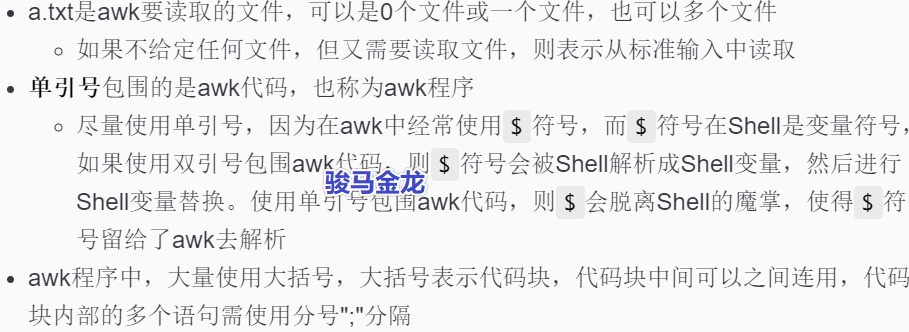 a.txt是awk要读取的文件，可以是0个文件或一个文件，也可以多个文件
如果不给定任何文件，但又需要读取文件，则表示从标准输入中读取
单引号包围的是awk代码，也称为awk程序
尽量使用单引号，因为在awk中经常使用$符号，而$符号在Shell是变量符号，
如果使用双引号包围awk代码，则$符号会被Shell解析成Shell变量，然后进行
骏马金龙
Shell变量替换。使用单引号包围awk代码，则$会脱离Shell的魔掌，使得$符
号留给了awk去解析
awk程序中，大量使用大括号，大括号表示代码块，代码块中间可以之间连用，代码
块内部的多个语句需使用分号";"分隔